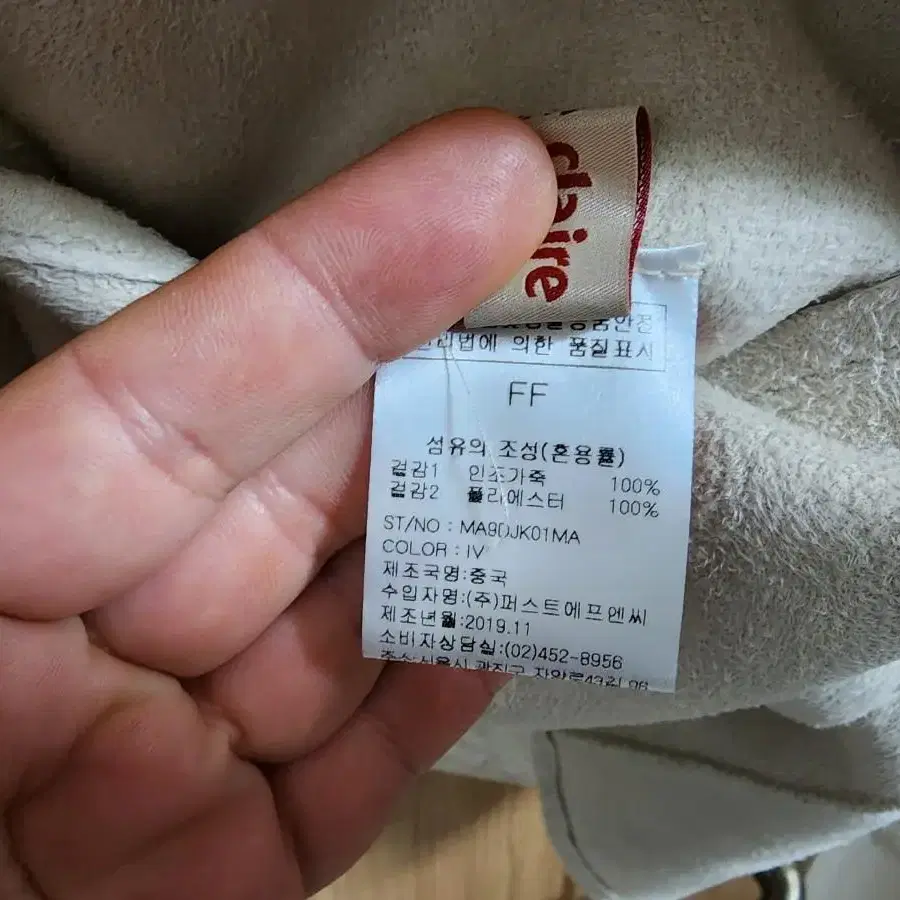 claire
관리법에 의한 품질표시
FF
섬유의 조성(혼용률)
겉감1 인조가죽 100%
겉감2 폴리에스터 100%
ST/NO : MA9DJK01MA
COLOR : IV
제조국명:중국
수입자명:(주)퍼스트에프엔씨
제조년월:2019.11
소비자상담실:(02)452-8956